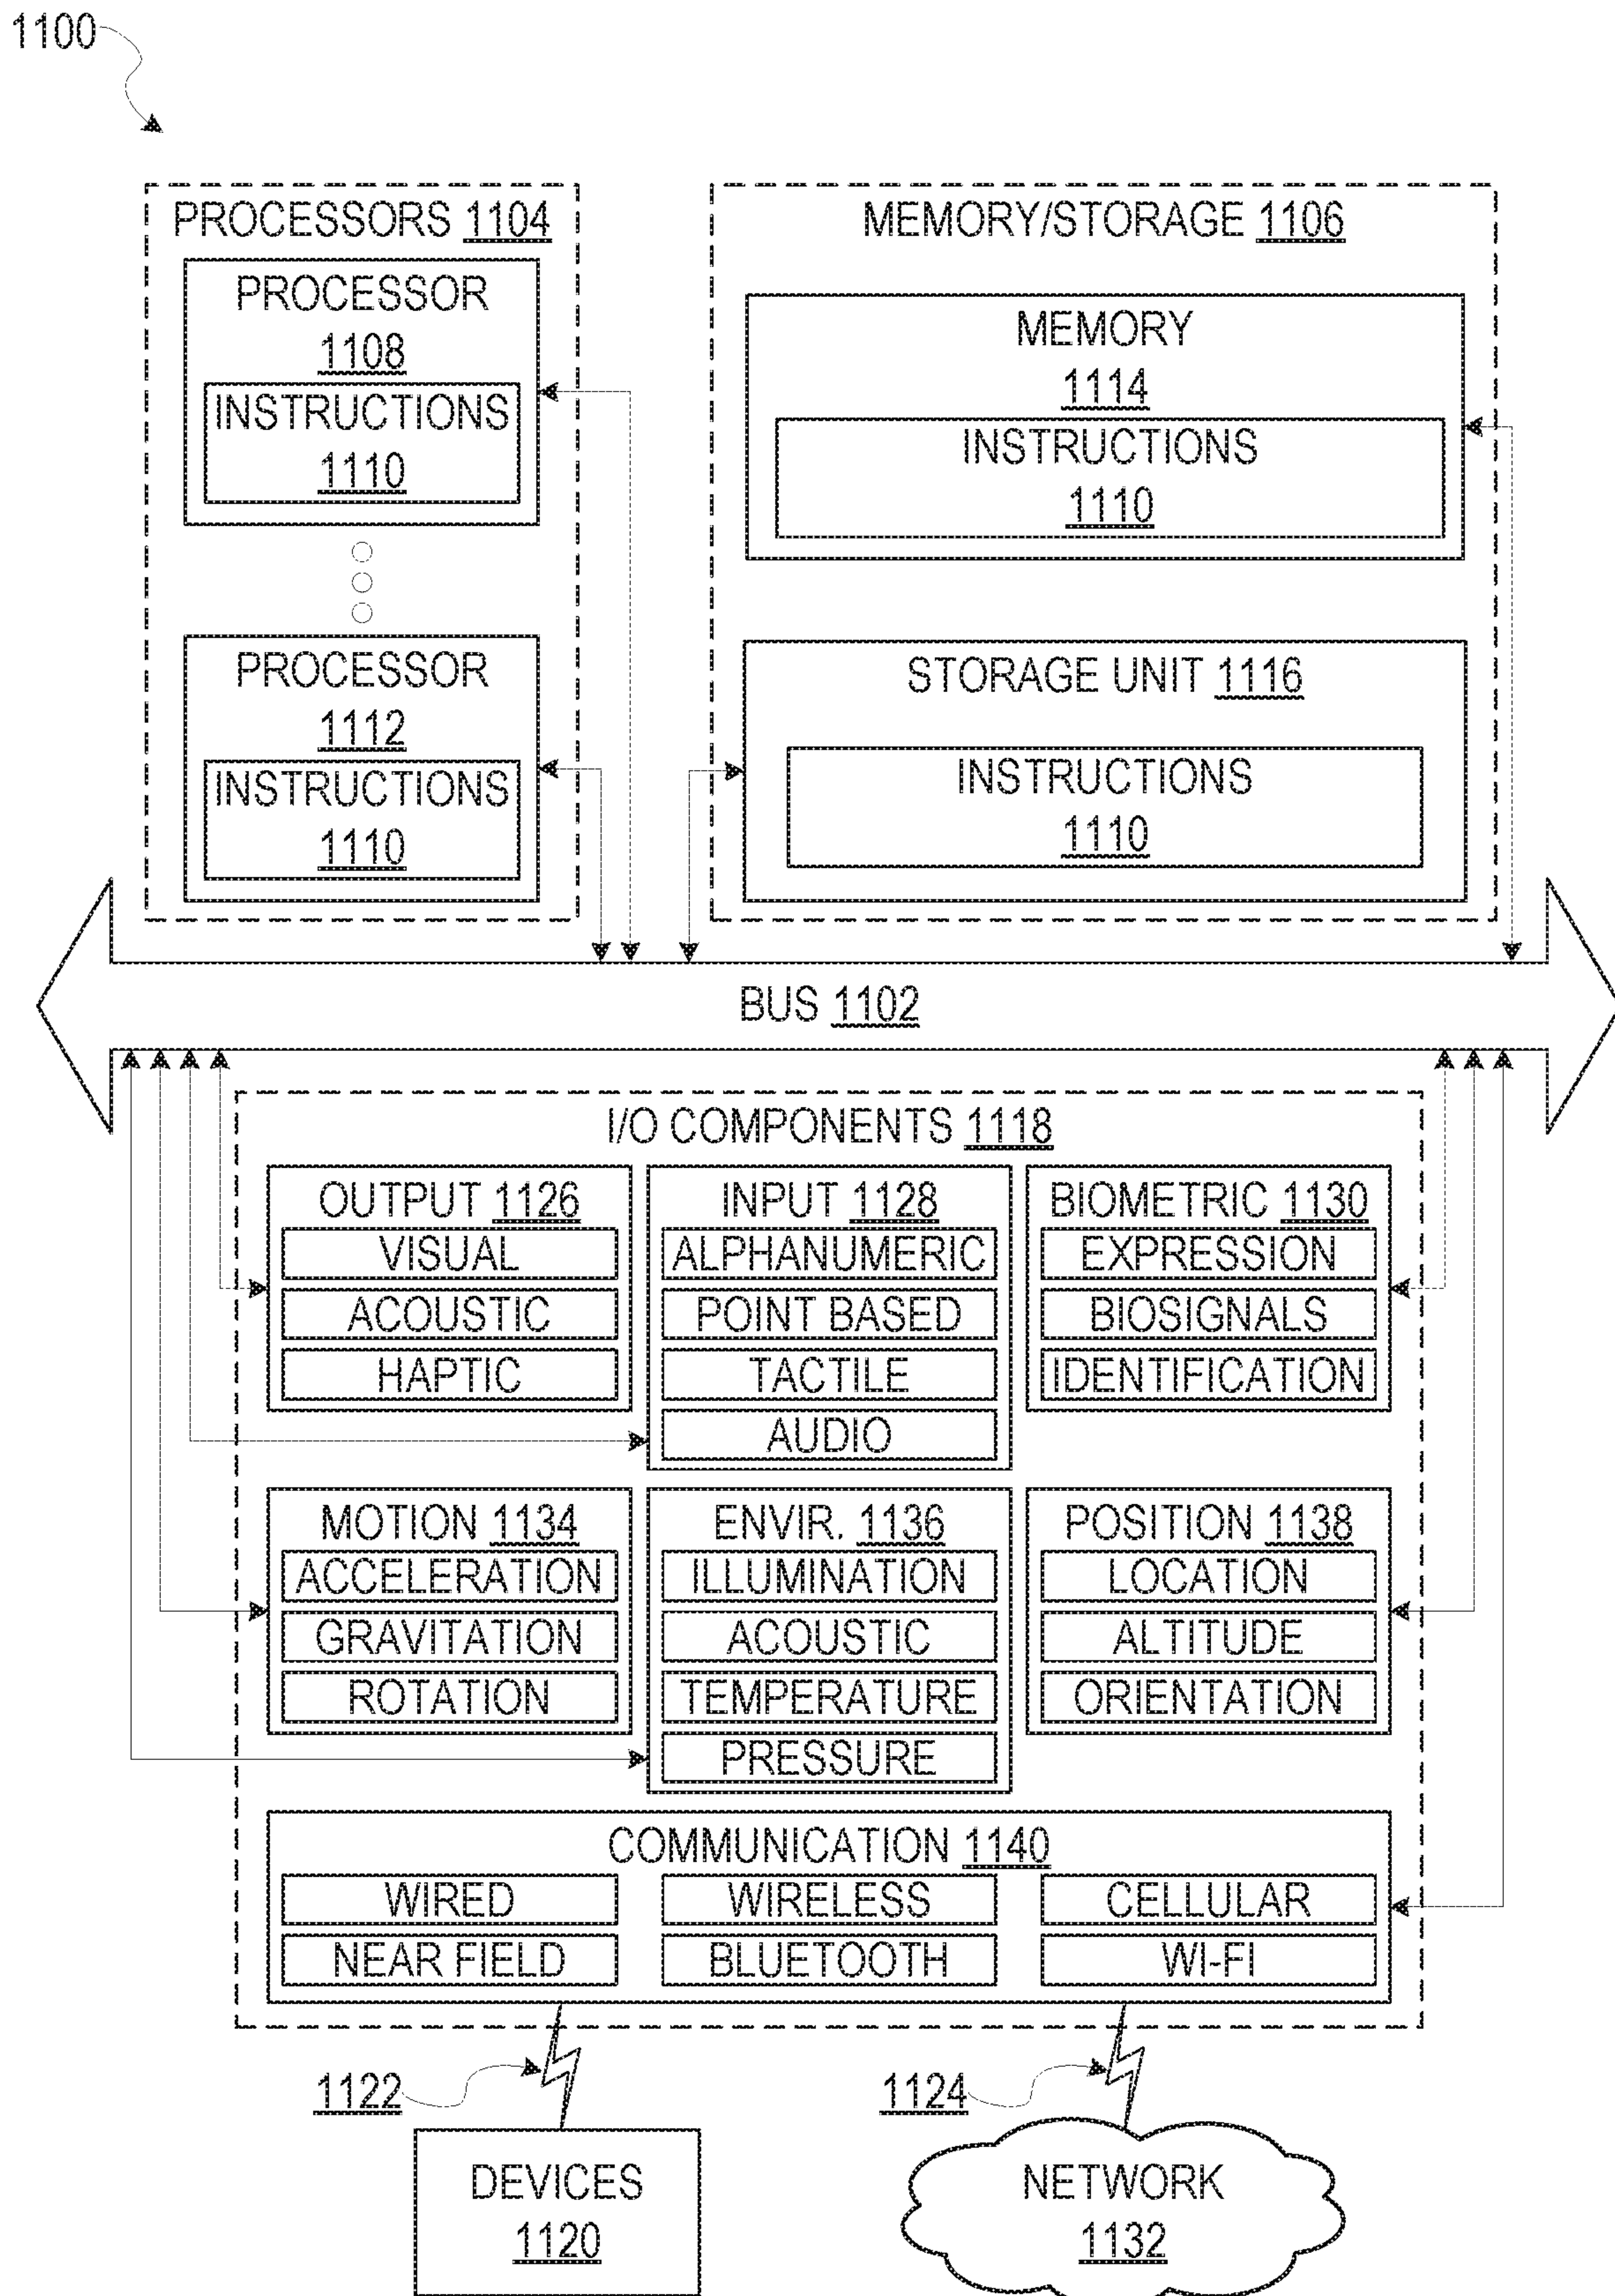 1100
PROCESSORS 1104
PROCESSOR
1108
INSTRUCTIONS
1110
PROCESSOR
1112
INSTRUCTIONS
1110
MEMORY/STORAGE 1106
MEMORY
1114
INSTRUCTIONS
1110
STORAGE UNIT 1116
INSTRUCTIONS
1110
BUS 1102
I/O COMPONENTS 1118
OUTPUT 1126
VISUAL
ACOUSTIC
HAPTIC
INPUT 1128
ALPHANUMERIC
POINT BASED
TACTILE
AUDIO
BIOMETRIC 1130
EXPRESSION
BIOSIGNALS
IDENTIFICATION
MOTION 1134
ACCELERATION
GRAVITATION
ROTATION
ENVIR. 1136
ILLUMINATION
ACOUSTIC
TEMPERATURE
PRESSURE
POSITION 1138
LOCATION
ALTITUDE
ORIENTATION
COMMUNICATION 1140
WIRED
WIRELESS
CELLULAR
NEAR FIELD
BLUETOOTH
WI-FI
1122
1124
DEVICES
1120
NETWORK
1132